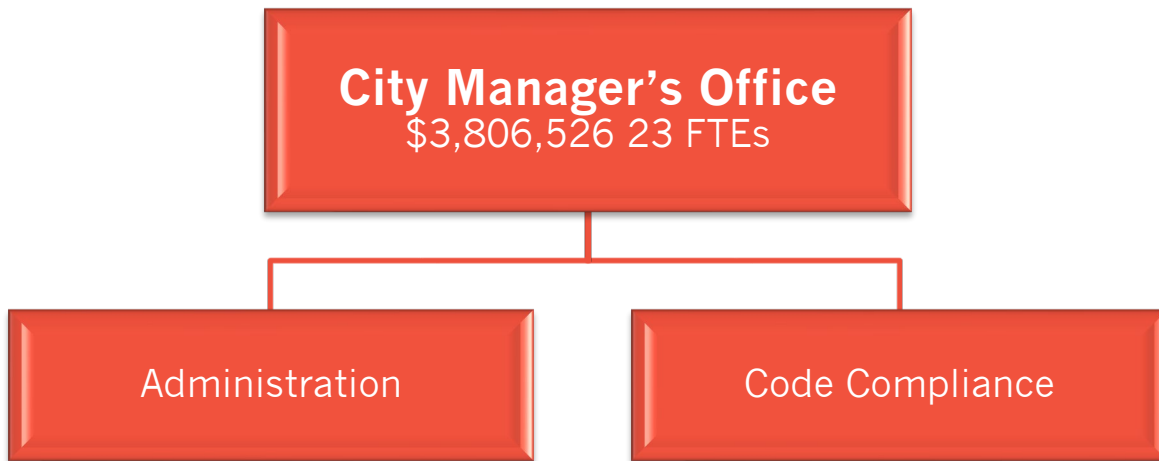 City Manager’s Office
$3,806,526 23 FTEs
Administration
Code Compliance